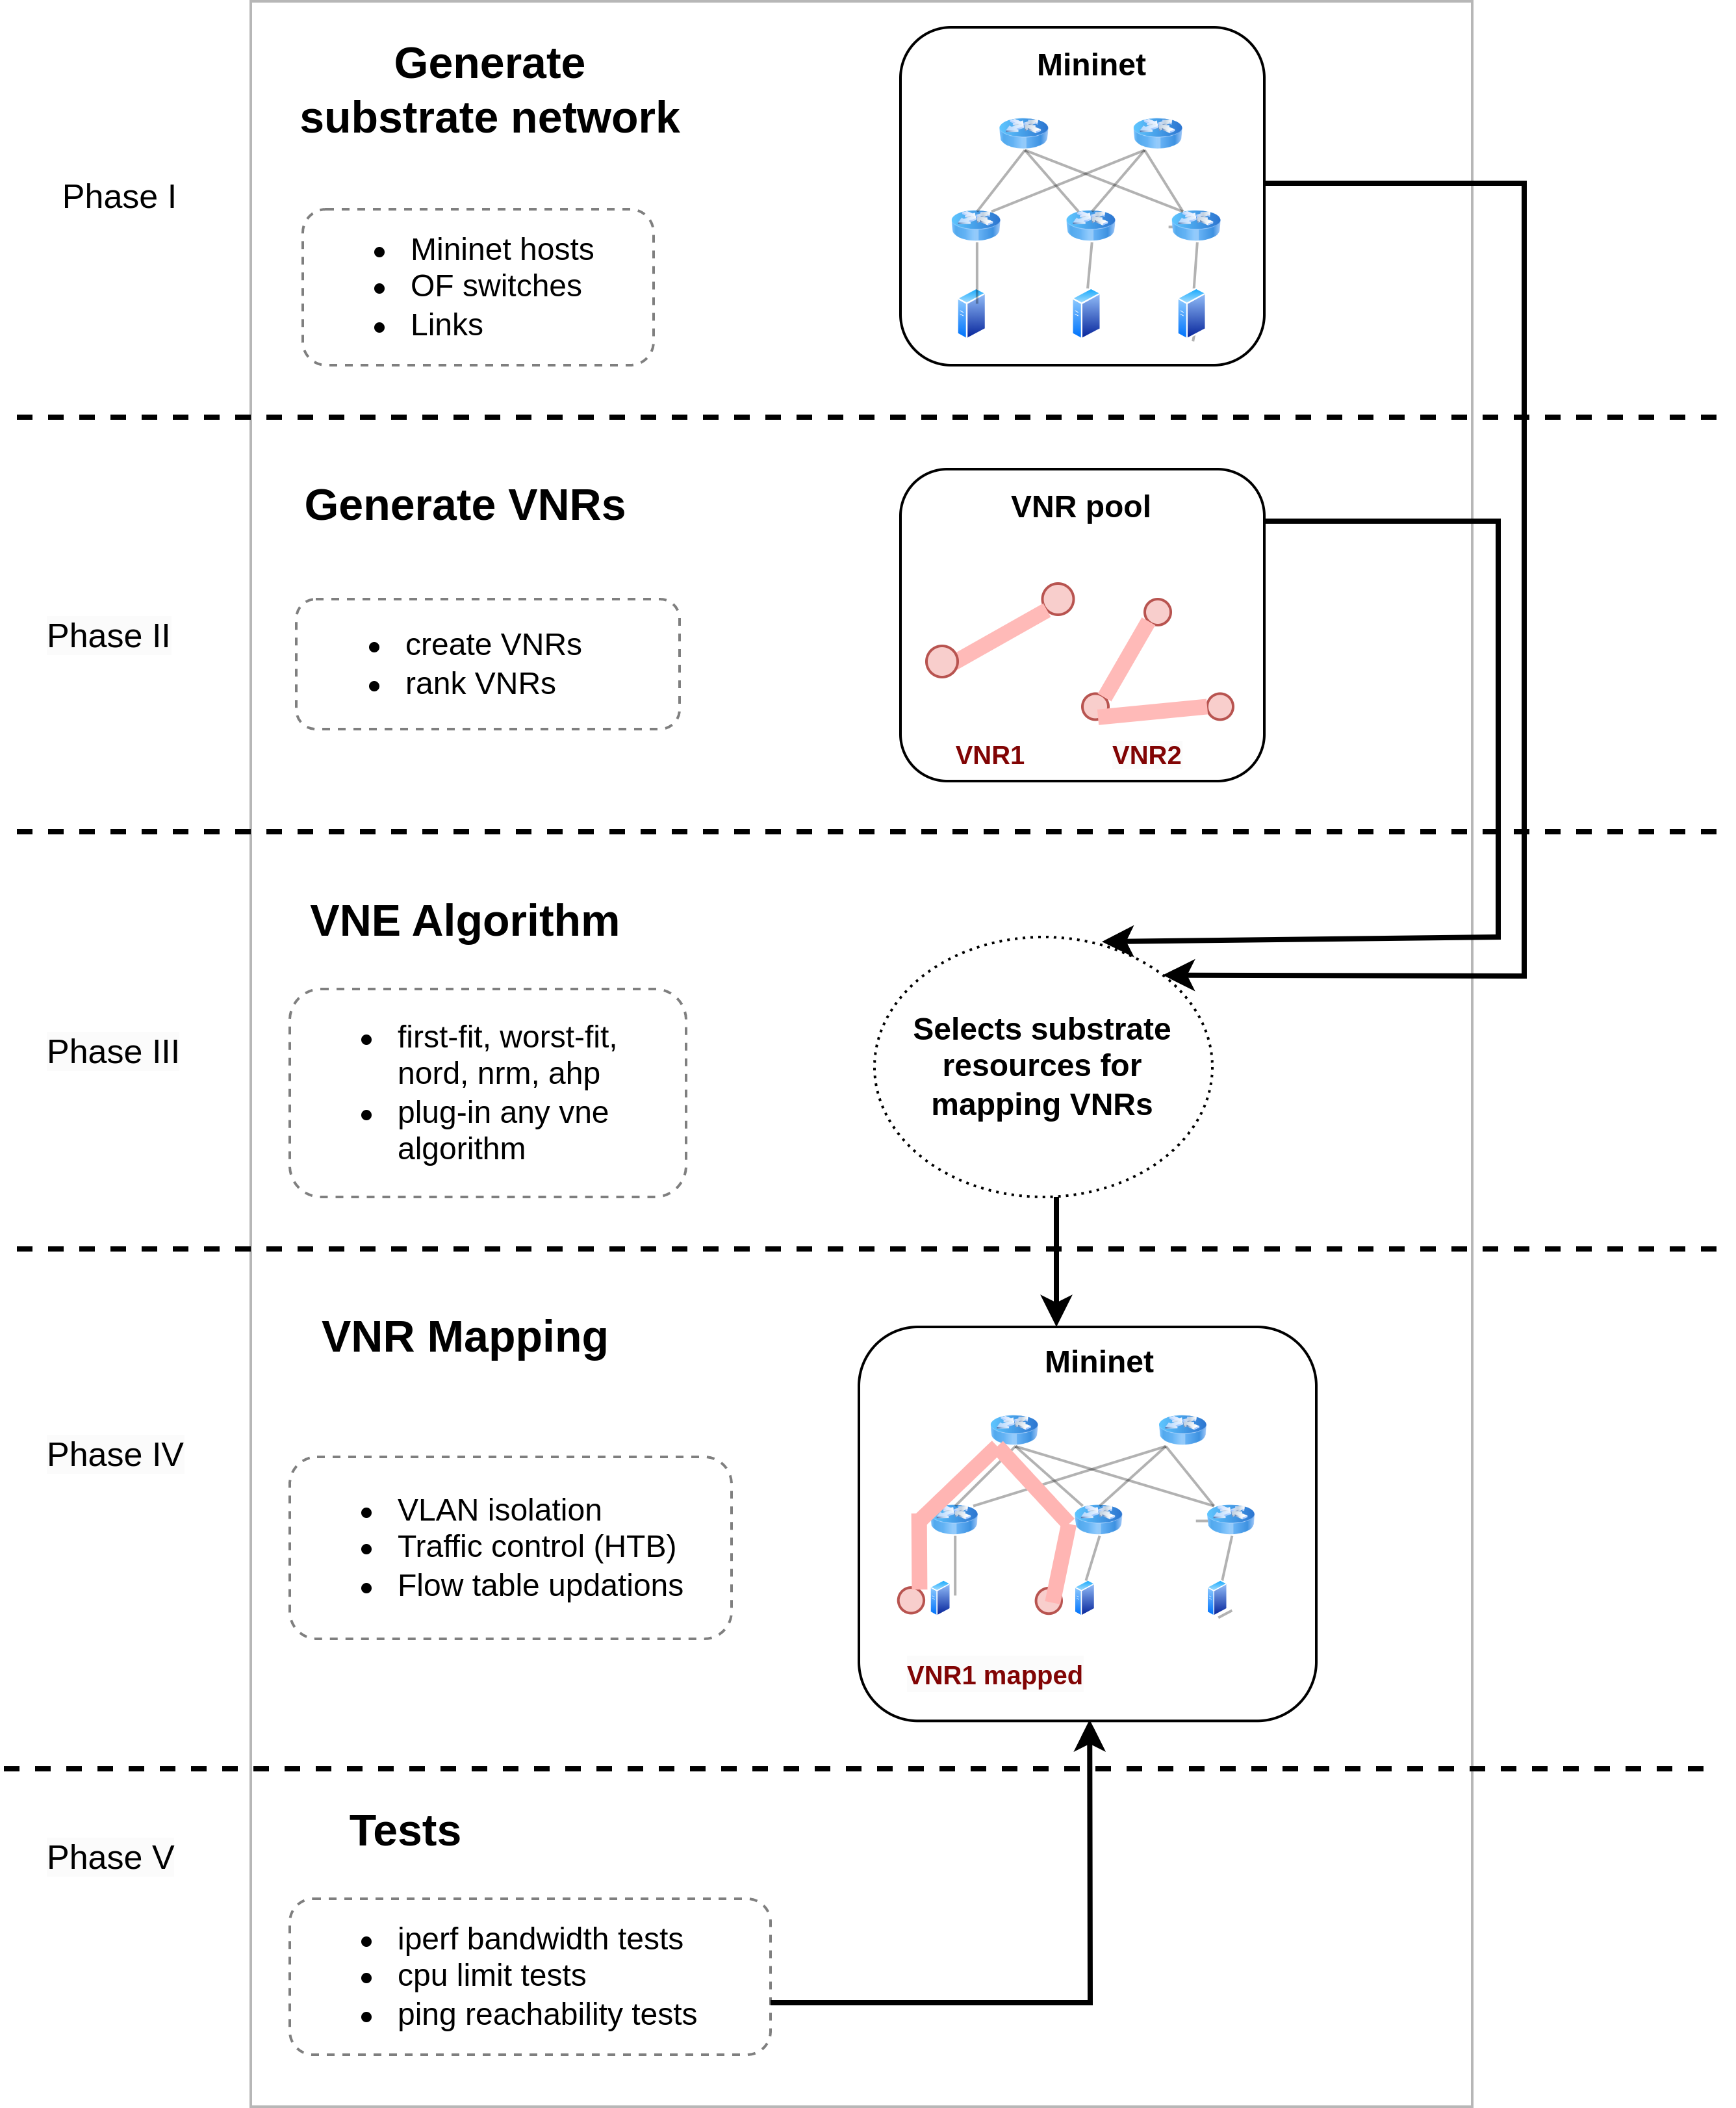 Generate
substrate network
Mininet
Phase I
Mininet hosts
OF switches
Links
Generate VNRs
VNR pool
Phase II
create VNRs
rank VNRs
VNR1
VNR2
VNE Algorithm
Phase III
first-fit, worst-fit,
nord, nrm, ahp
plug-in any vne
algorithm
Selects substrate
resources for
mapping VNRs
VNR Mapping
Mininet
Phase IV
VLAN isolation
Traffic control (HTB)
Flow table updations
VNR1 mapped
Tests
Phase V
iperf bandwidth tests
cpu limit tests
ping reachability tests